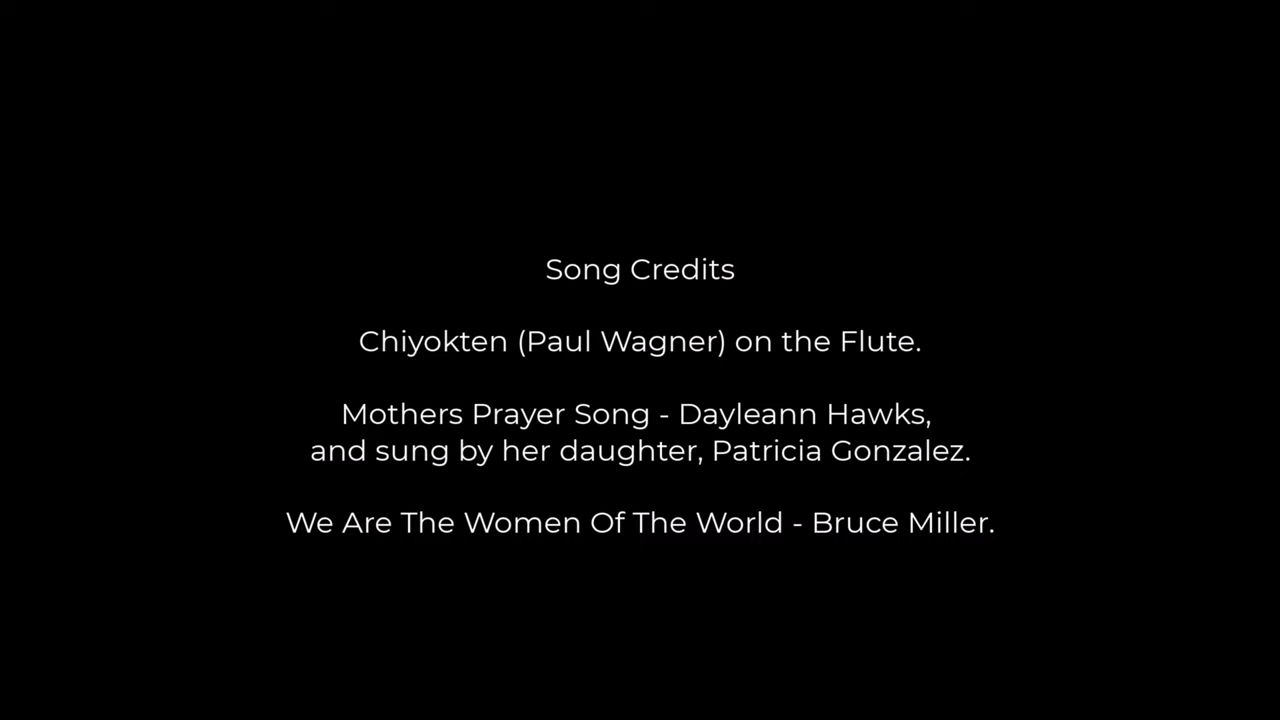 Song Credits
Chiyokten (Paul Wagner) on the Flute.
Mothers Prayer Song - Dayleann Hawks,
and sung by her daughter, Patricia Gonzalez.
We Are The Women Of The World - Bruce Miller.